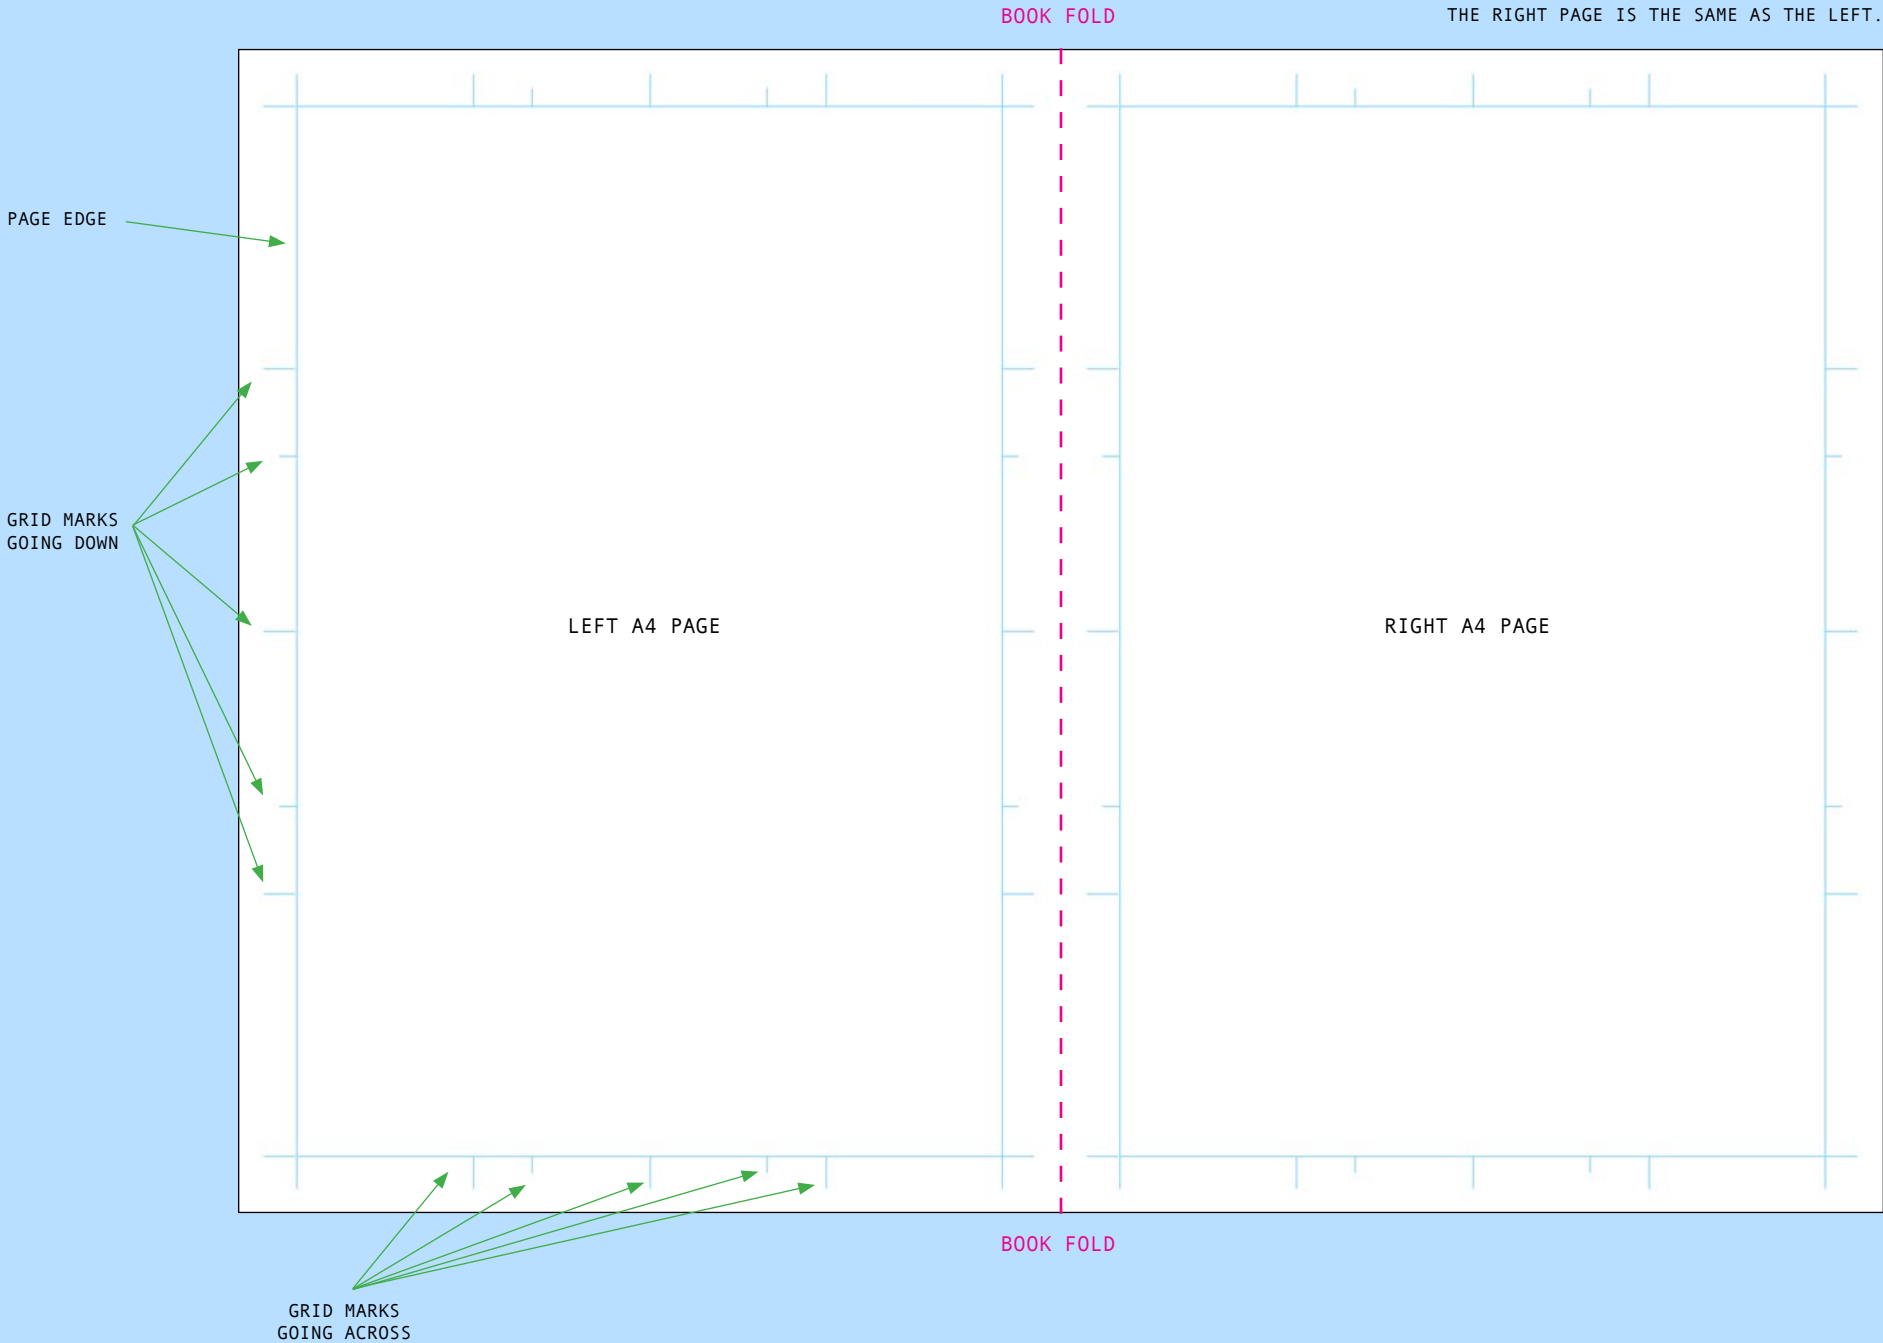 BOOK FOLD
THE RIGHT PAGE IS THE SAME AS THE LEFT.
PAGE EDGE
GRID MARKS
GOING DOWN
LEFT A4 PAGE
RIGHT A4 PAGE
BOOK FOLD
GRID MARKS
GOING ACROSS